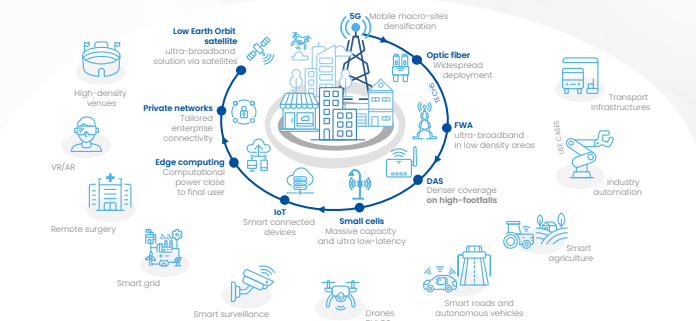 5G Mobile macro-sites
densification
Low Earth Orbit
satellite
ultra-broadband
solution via satellites
Optic fiber
Widespread
deployment
TECHS
High-density
venues
Transport
infrastructures
Private networks
Tailored
enterprise
connectivity
FWA
ultra-broadband
in low density areas
USE CASES
VR/AR
Edge computing
Computational
power close
to final user
DAS
Denser coverage
on high-footfalls
Industry
automation
IoT
Smart connected
devices
Small cells
Massive capacity
and ultra low-latency
Remote surgery
Smart
agriculture
Smart grid
Smart surveillance
Drones
Smart roads and
autonomous vehicles